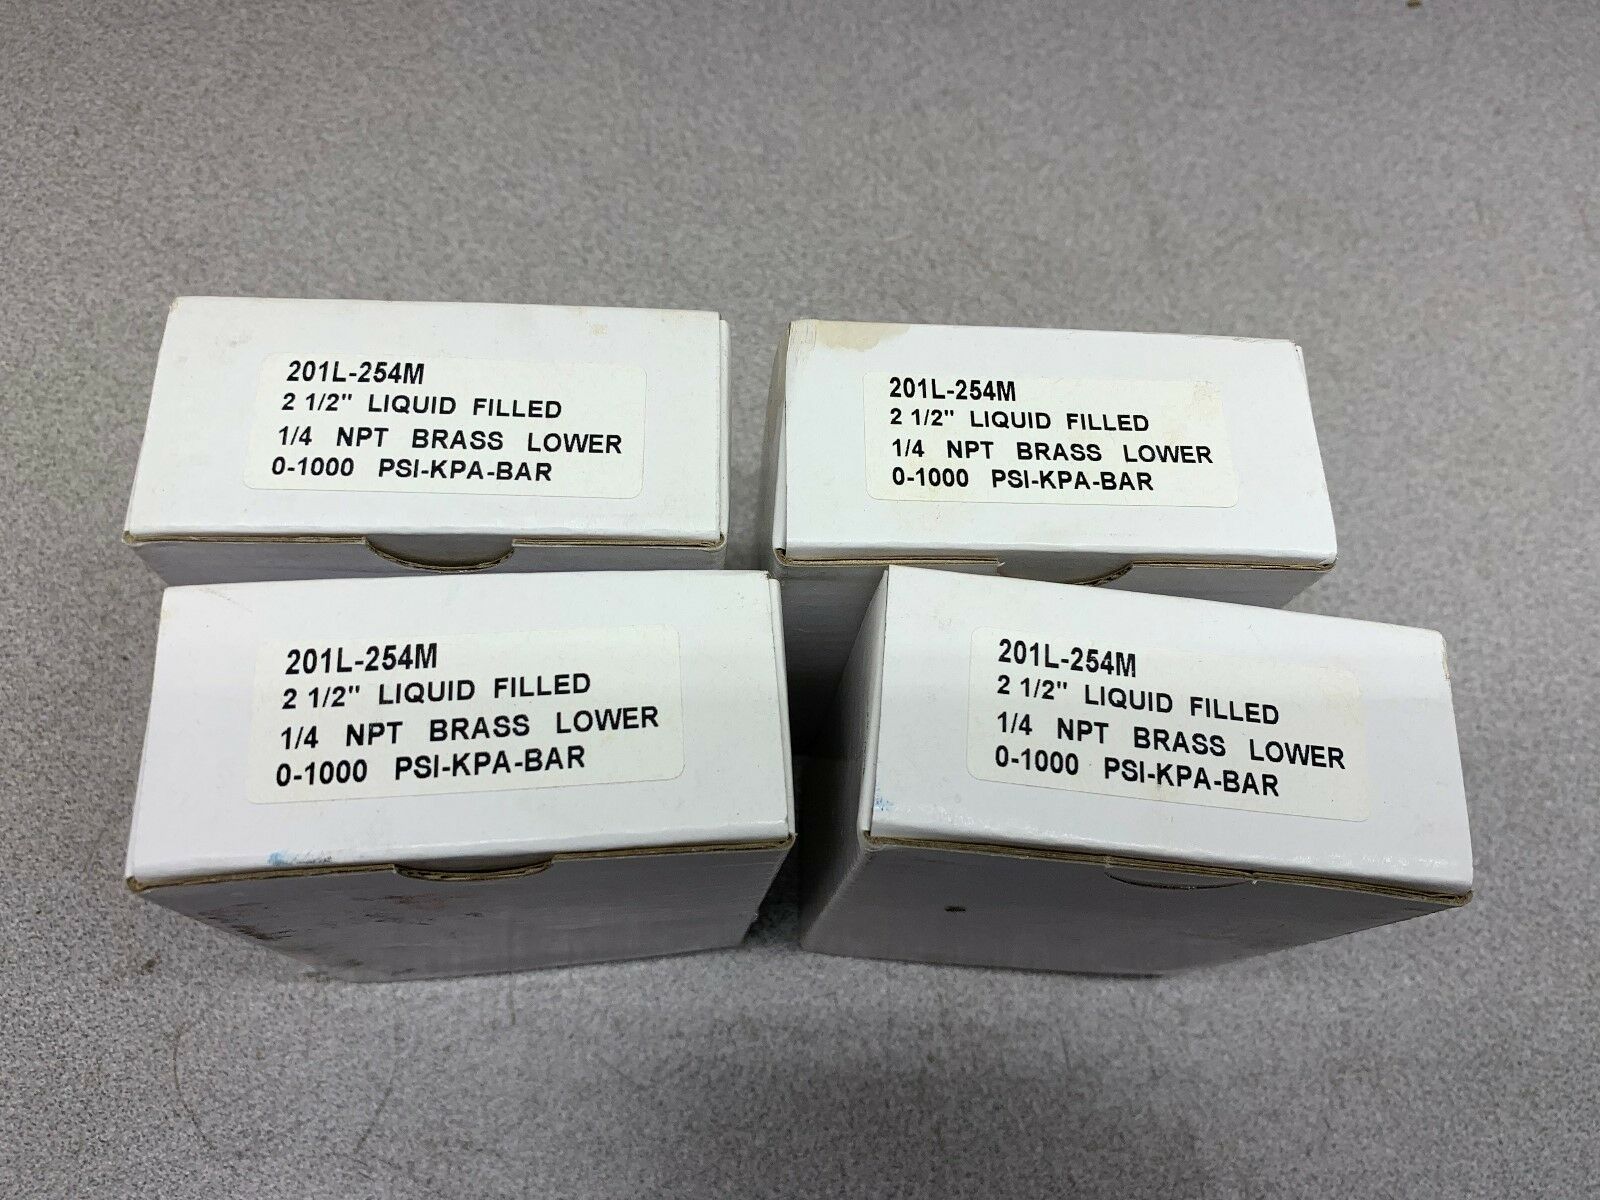 201L-254M
2 1/2" LIQUID FILLED
1/4 NPT BRASS LOWER
0-1000 PSI-KPA-BAR
201L-254M
2 1/2" LIQUID FILLED
1/4 NPT BRASS LOWER
0-1000 PSI-KPA-BAR
201L-254M
2 1/2" LIQUID FILLED
1/4 NPT BRASS LOWER
0-1000 PSI-KPA-BAR
201L-254M
2 1/2" LIQUID FILLED
1/4 NPT BRASS LOWER
0-1000 PSI-KPA-BAR